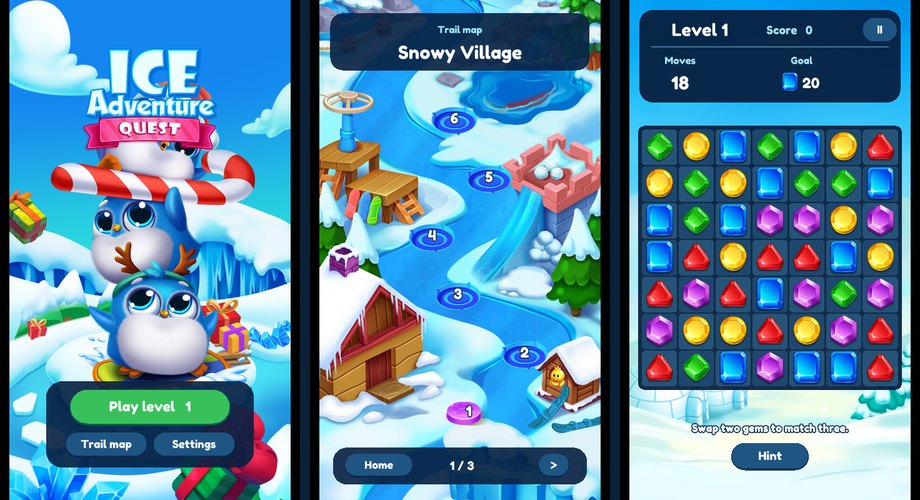 ICE
Adventure
QUEST
Play level 1
Trail map
Settings
Trail map
Snowy Village
6
5
4
3
2
1
Home
1 / 3
>
Level 1
Score 0
Moves
Goal
18
20
Swap two gems to match three.
Hint